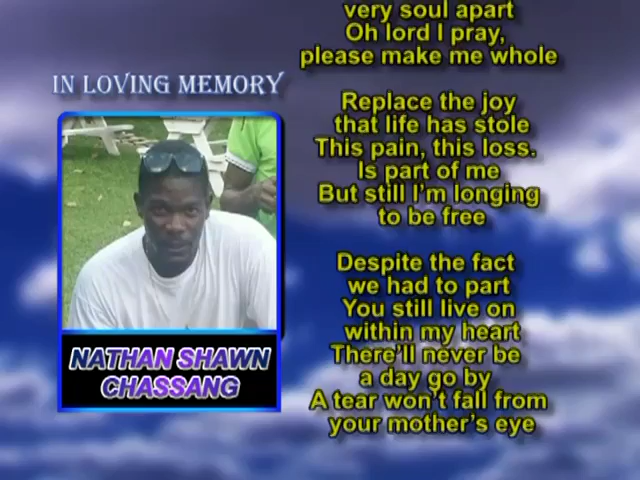 IN LOVING MEMORY
NATHAN SHAWN
CHASSANG
very soul apart
Oh lord I pray,
please make me whole
Replace the joy
that life has stole
This pain, this loss.
Is part of me
But still I'm longing
to be free
Despite the fact
we had to part
You still live on
within my heart
There'll never be
a day go by
A tear won't fall from
your mother's eye